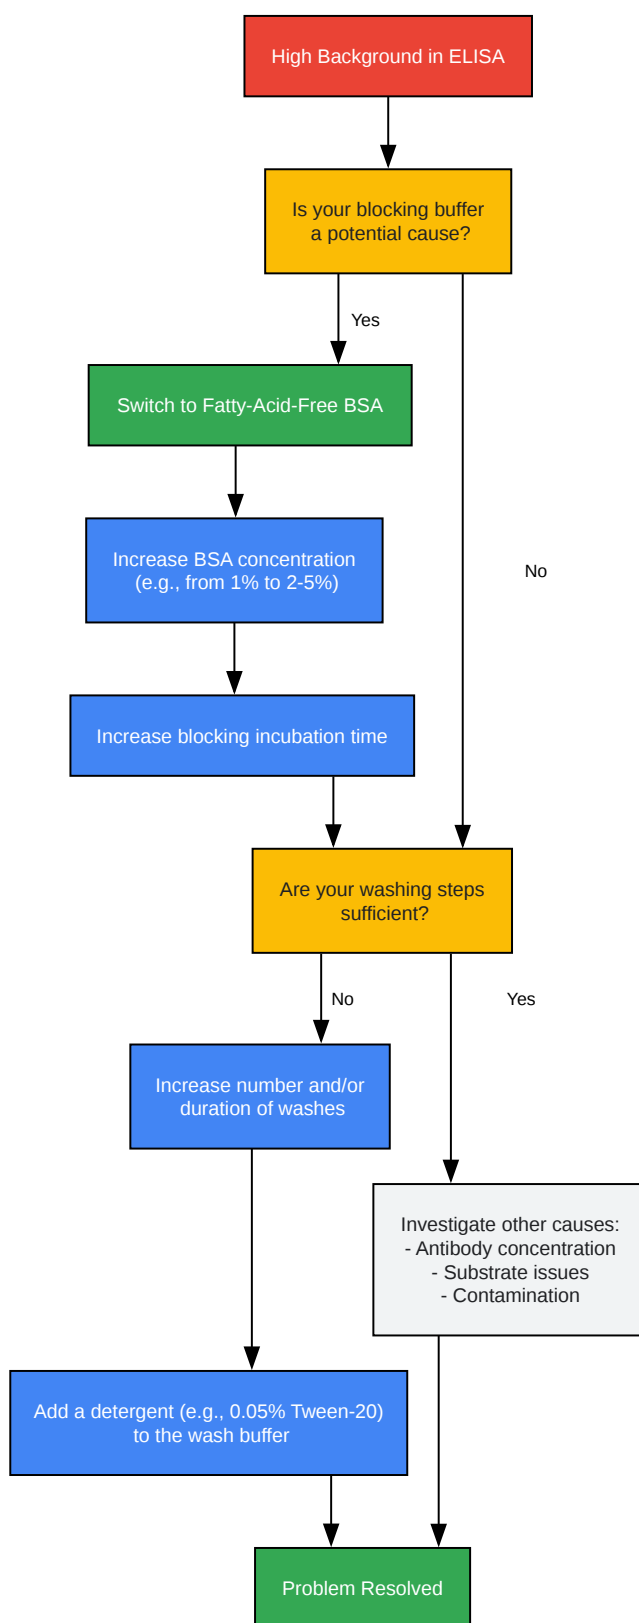 High Background in ELISA
Is your blocking buffer
a potential cause?
Yes
Switch to Fatty-Acid-Free BSA
Increase BSA concentration
(e.g., from 1% to 2-5%)
No
Increase blocking incubation time
Are your washing steps
sufficient?
No
Yes
Increase number and/or
duration of washes
Investigate other causes:
- Antibody concentration
- Substrate issues
- Contamination
Add a detergent (e.g., 0.05% Tween-20)
to the wash buffer
Problem Resolved